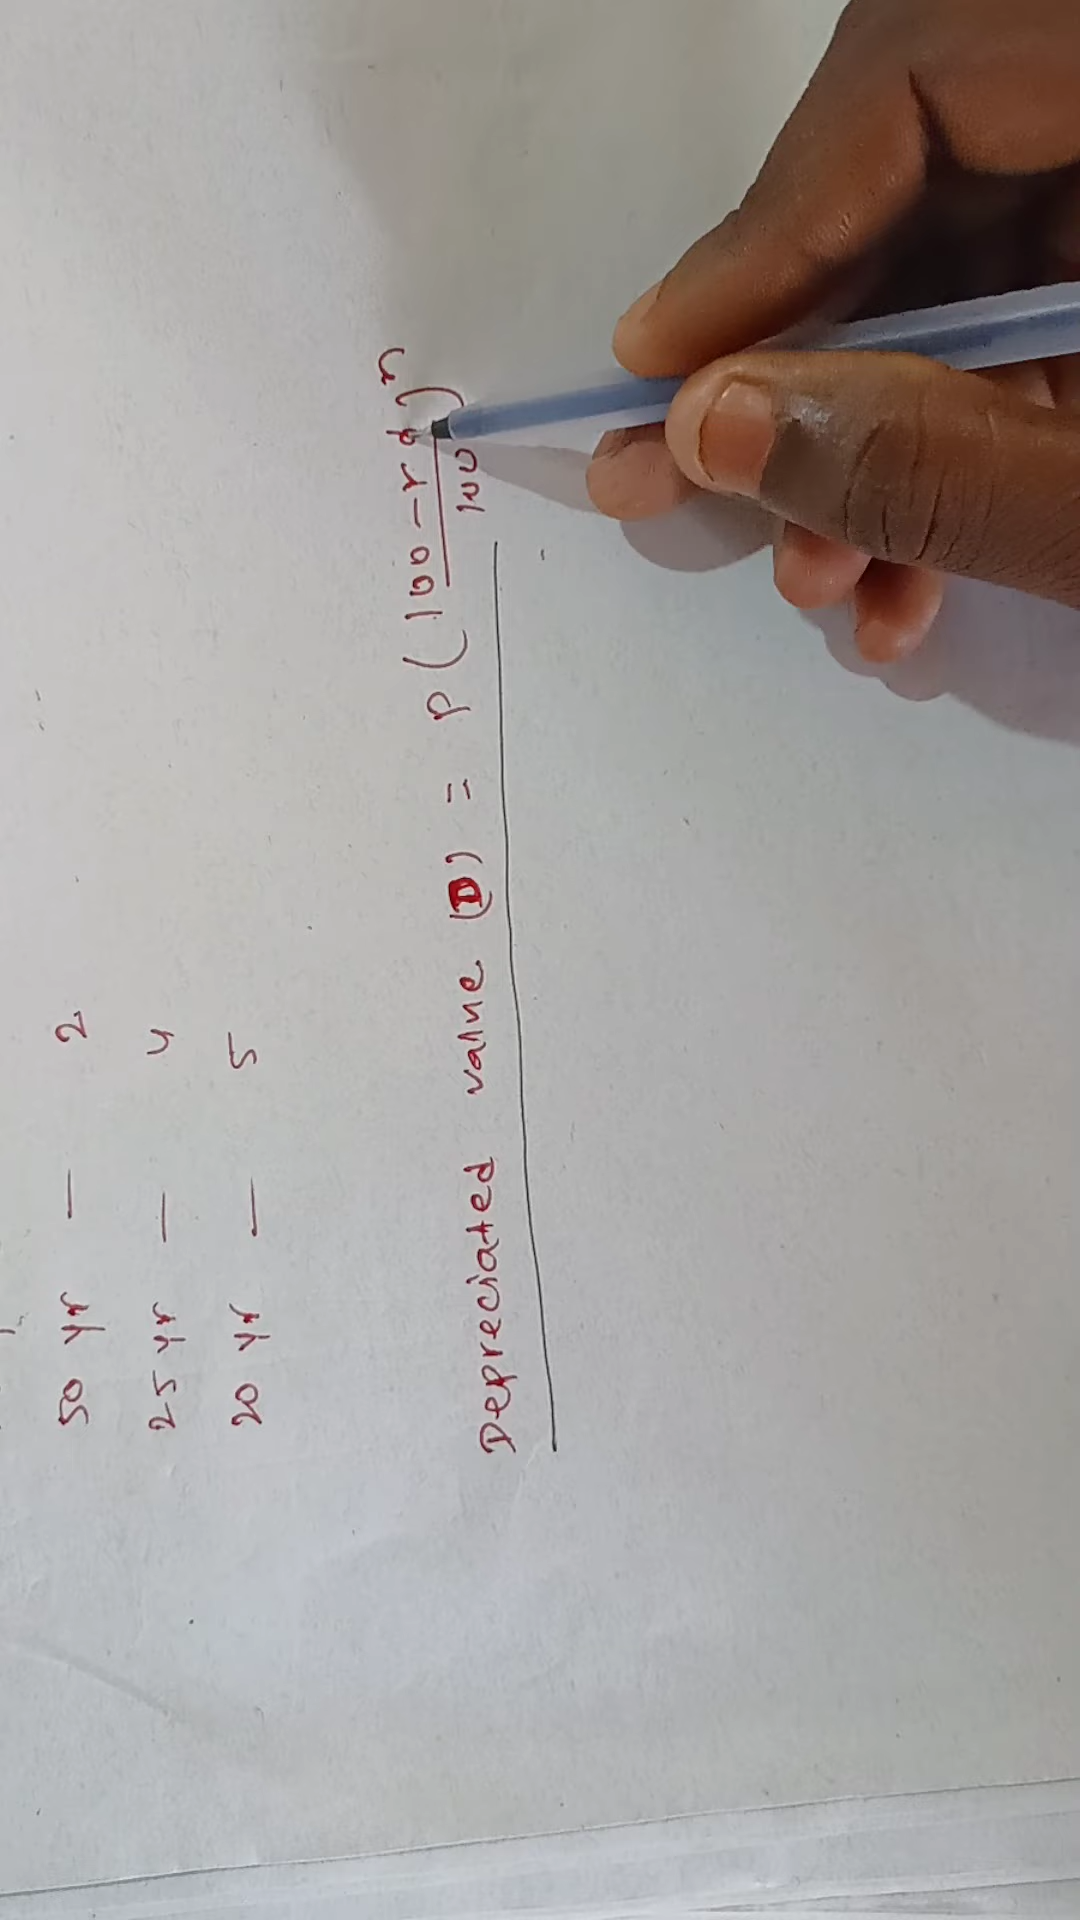 50 yr — 2
25 yr — 4
20 yr — 5
Depreciated value (D) = P (100 - rd / 100)n